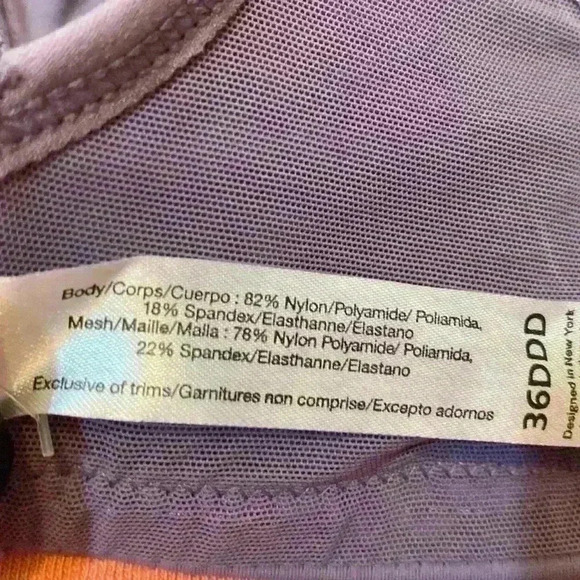 Body/Corps/Cuerpo : 82% Nylon/Polyamide/ Poliamida,
18% Spandex/Elasthanne/Elastano
Mesh/Maille/Malla : 78% Nylon Polyamide/ Poliamida,
22% Spandex/Elasthanne/Elastano
Exclusive of trims/Garnitures non comprise/Excepto adornos
36DDD
Designed in New York